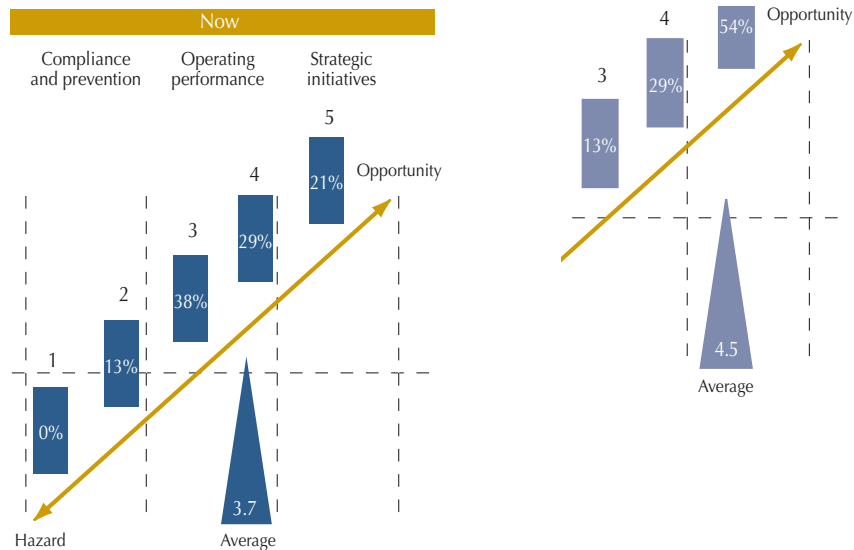 Now
Compliance
and prevention
Operating
performance
Strategic
initiatives
5
21%
Opportunity
4
29%
3
38%
2
13%
1
0%
3.7
Hazard
Average
Opportunity
54%
4
29%
3
13%
4.5
Average